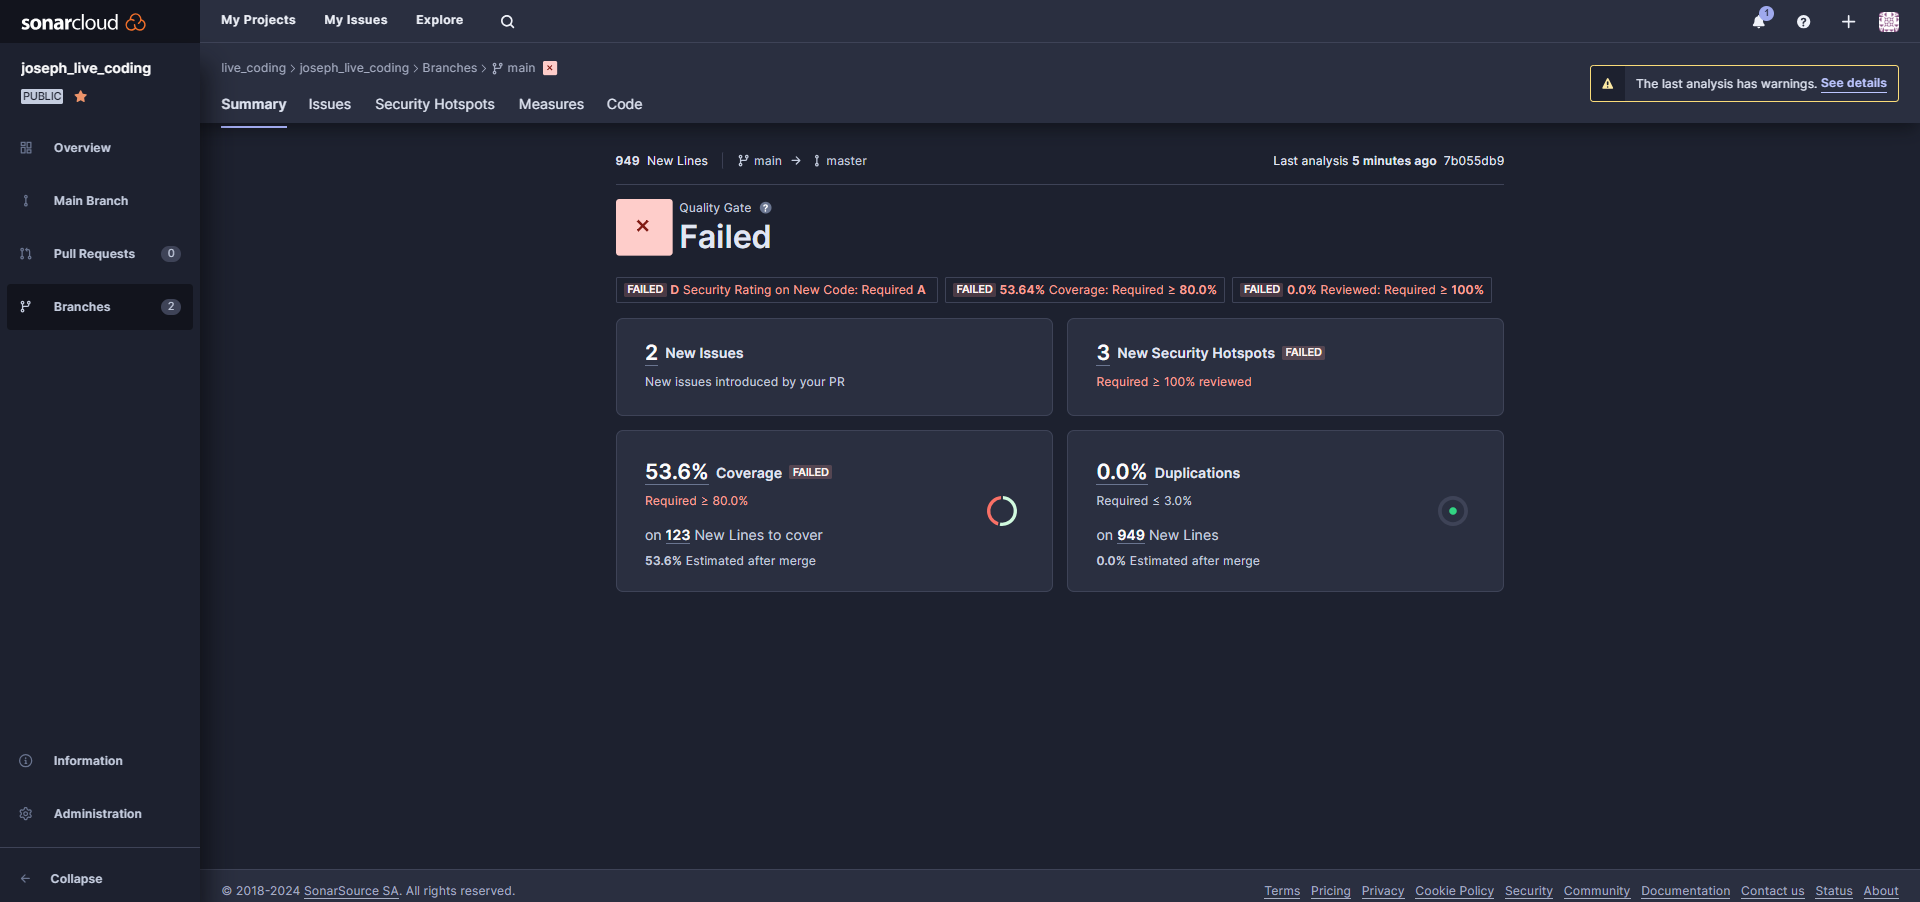 sonarcloud
My Projects My Issues Explore
1
joseph_live_coding
PUBLIC
Overview
Main Branch
Pull Requests 0
Branches 2
Information
Administration
Collapse
live_coding > joseph_live_coding > Branches > main
The last analysis has warnings. See details
Summary Issues Security Hotspots Measures Code
949 New Lines main → master
Last analysis 5 minutes ago 7b055db9
Quality Gate ?
Failed
FAILED D Security Rating on New Code: Required A
FAILED 53.64% Coverage: Required ≥ 80.0%
FAILED 0.0% Reviewed: Required ≥ 100%
2 New Issues
New issues introduced by your PR
3 New Security Hotspots FAILED
Required ≥ 100% reviewed
53.6% Coverage FAILED
Required ≥ 80.0%
on 123 New Lines to cover
53.6% Estimated after merge
0.0% Duplications
Required ≤ 3.0%
on 949 New Lines
0.0% Estimated after merge
© 2018-2024 SonarSource SA. All rights reserved.
Terms Pricing Privacy Cookie Policy Security Community Documentation Contact us Status About